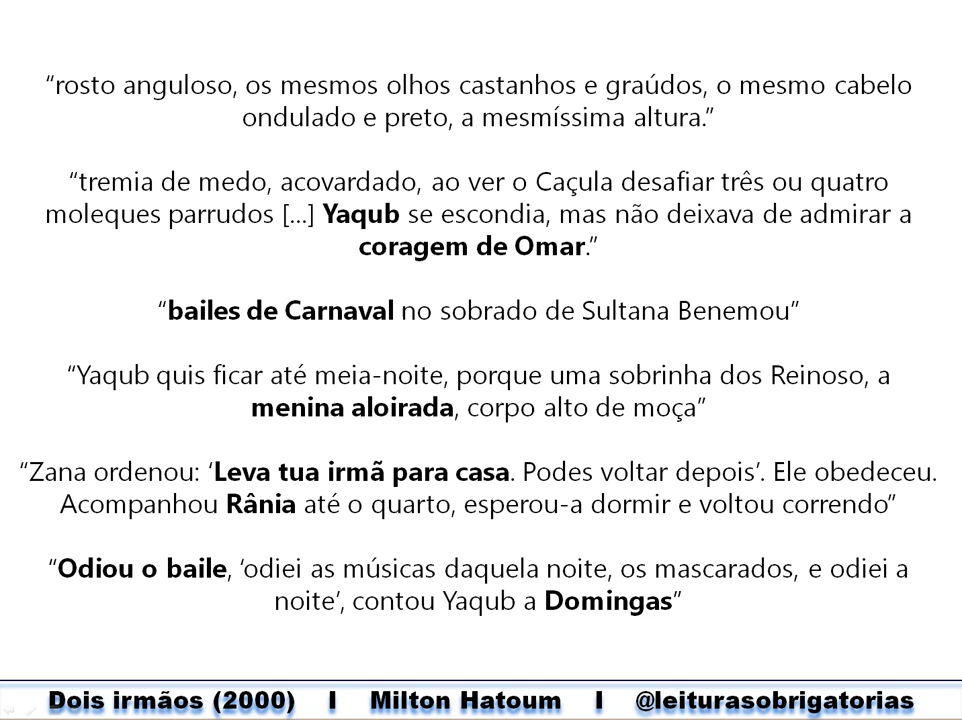 “rosto anguloso, os mesmos olhos castanhos e graúdos, o mesmo cabelo
ondulado e preto, a mesmíssima altura.”
“tremia de medo, acovardado, ao ver o Caçula desafiar três ou quatro
moleques parrudos [...] Yaqub se escondia, mas não deixava de admirar a
coragem de Omar.”
“bailes de Carnaval no sobrado de Sultana Benemou”
“Yaqub quis ficar até meia-noite, porque uma sobrinha dos Reinoso, a
menina aloirada, corpo alto de moça”
“Zana ordenou: ‘Leva tua irmã para casa. Podes voltar depois’. Ele obedeceu.
Acompanhou Rânia até o quarto, esperou-a dormir e voltou correndo”
“Odiou o baile, ‘odiei as músicas daquela noite, os mascarados, e odiei a
noite’, contou Yaqub a Domingas”
Dois irmãos (2000) I Milton Hatoum I @leiturasobrigatorias